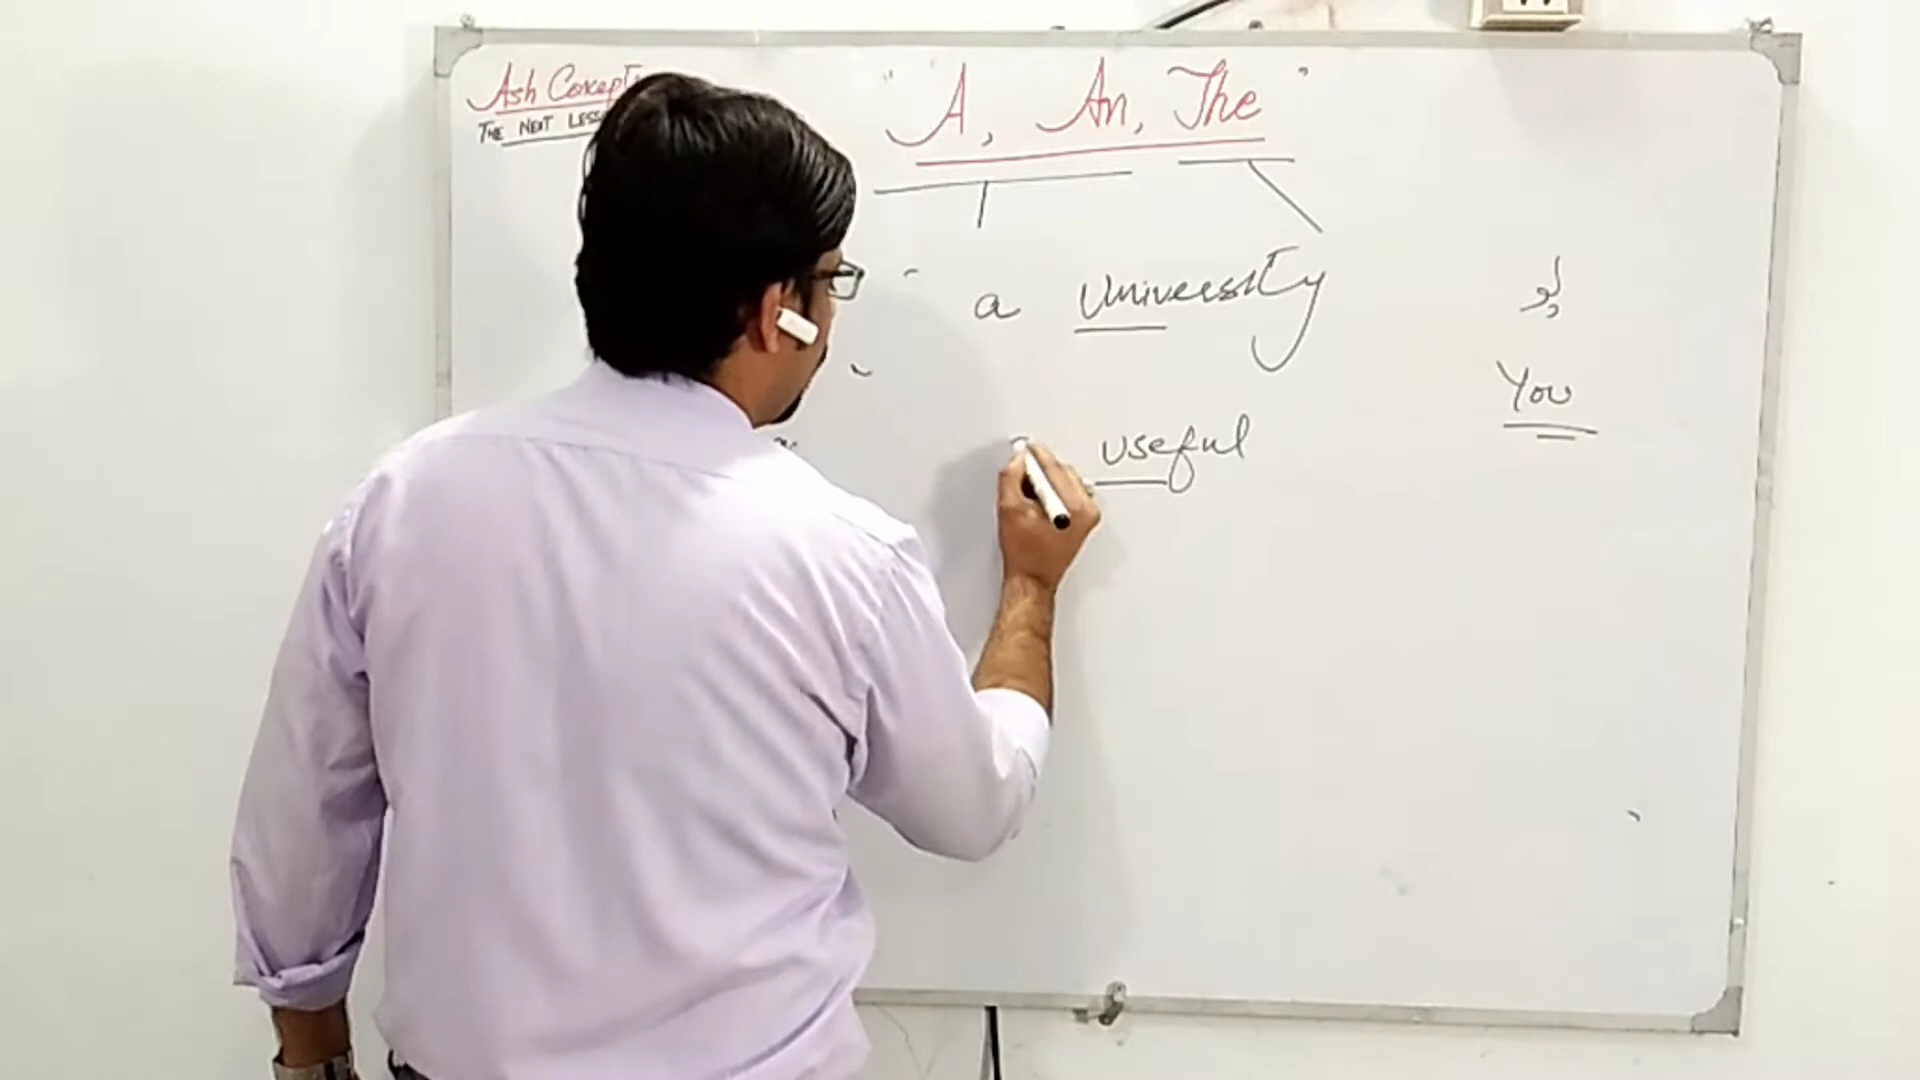 Ash Concept
THE NEXT LESS
"A, An, The"
a University
یو
You
useful